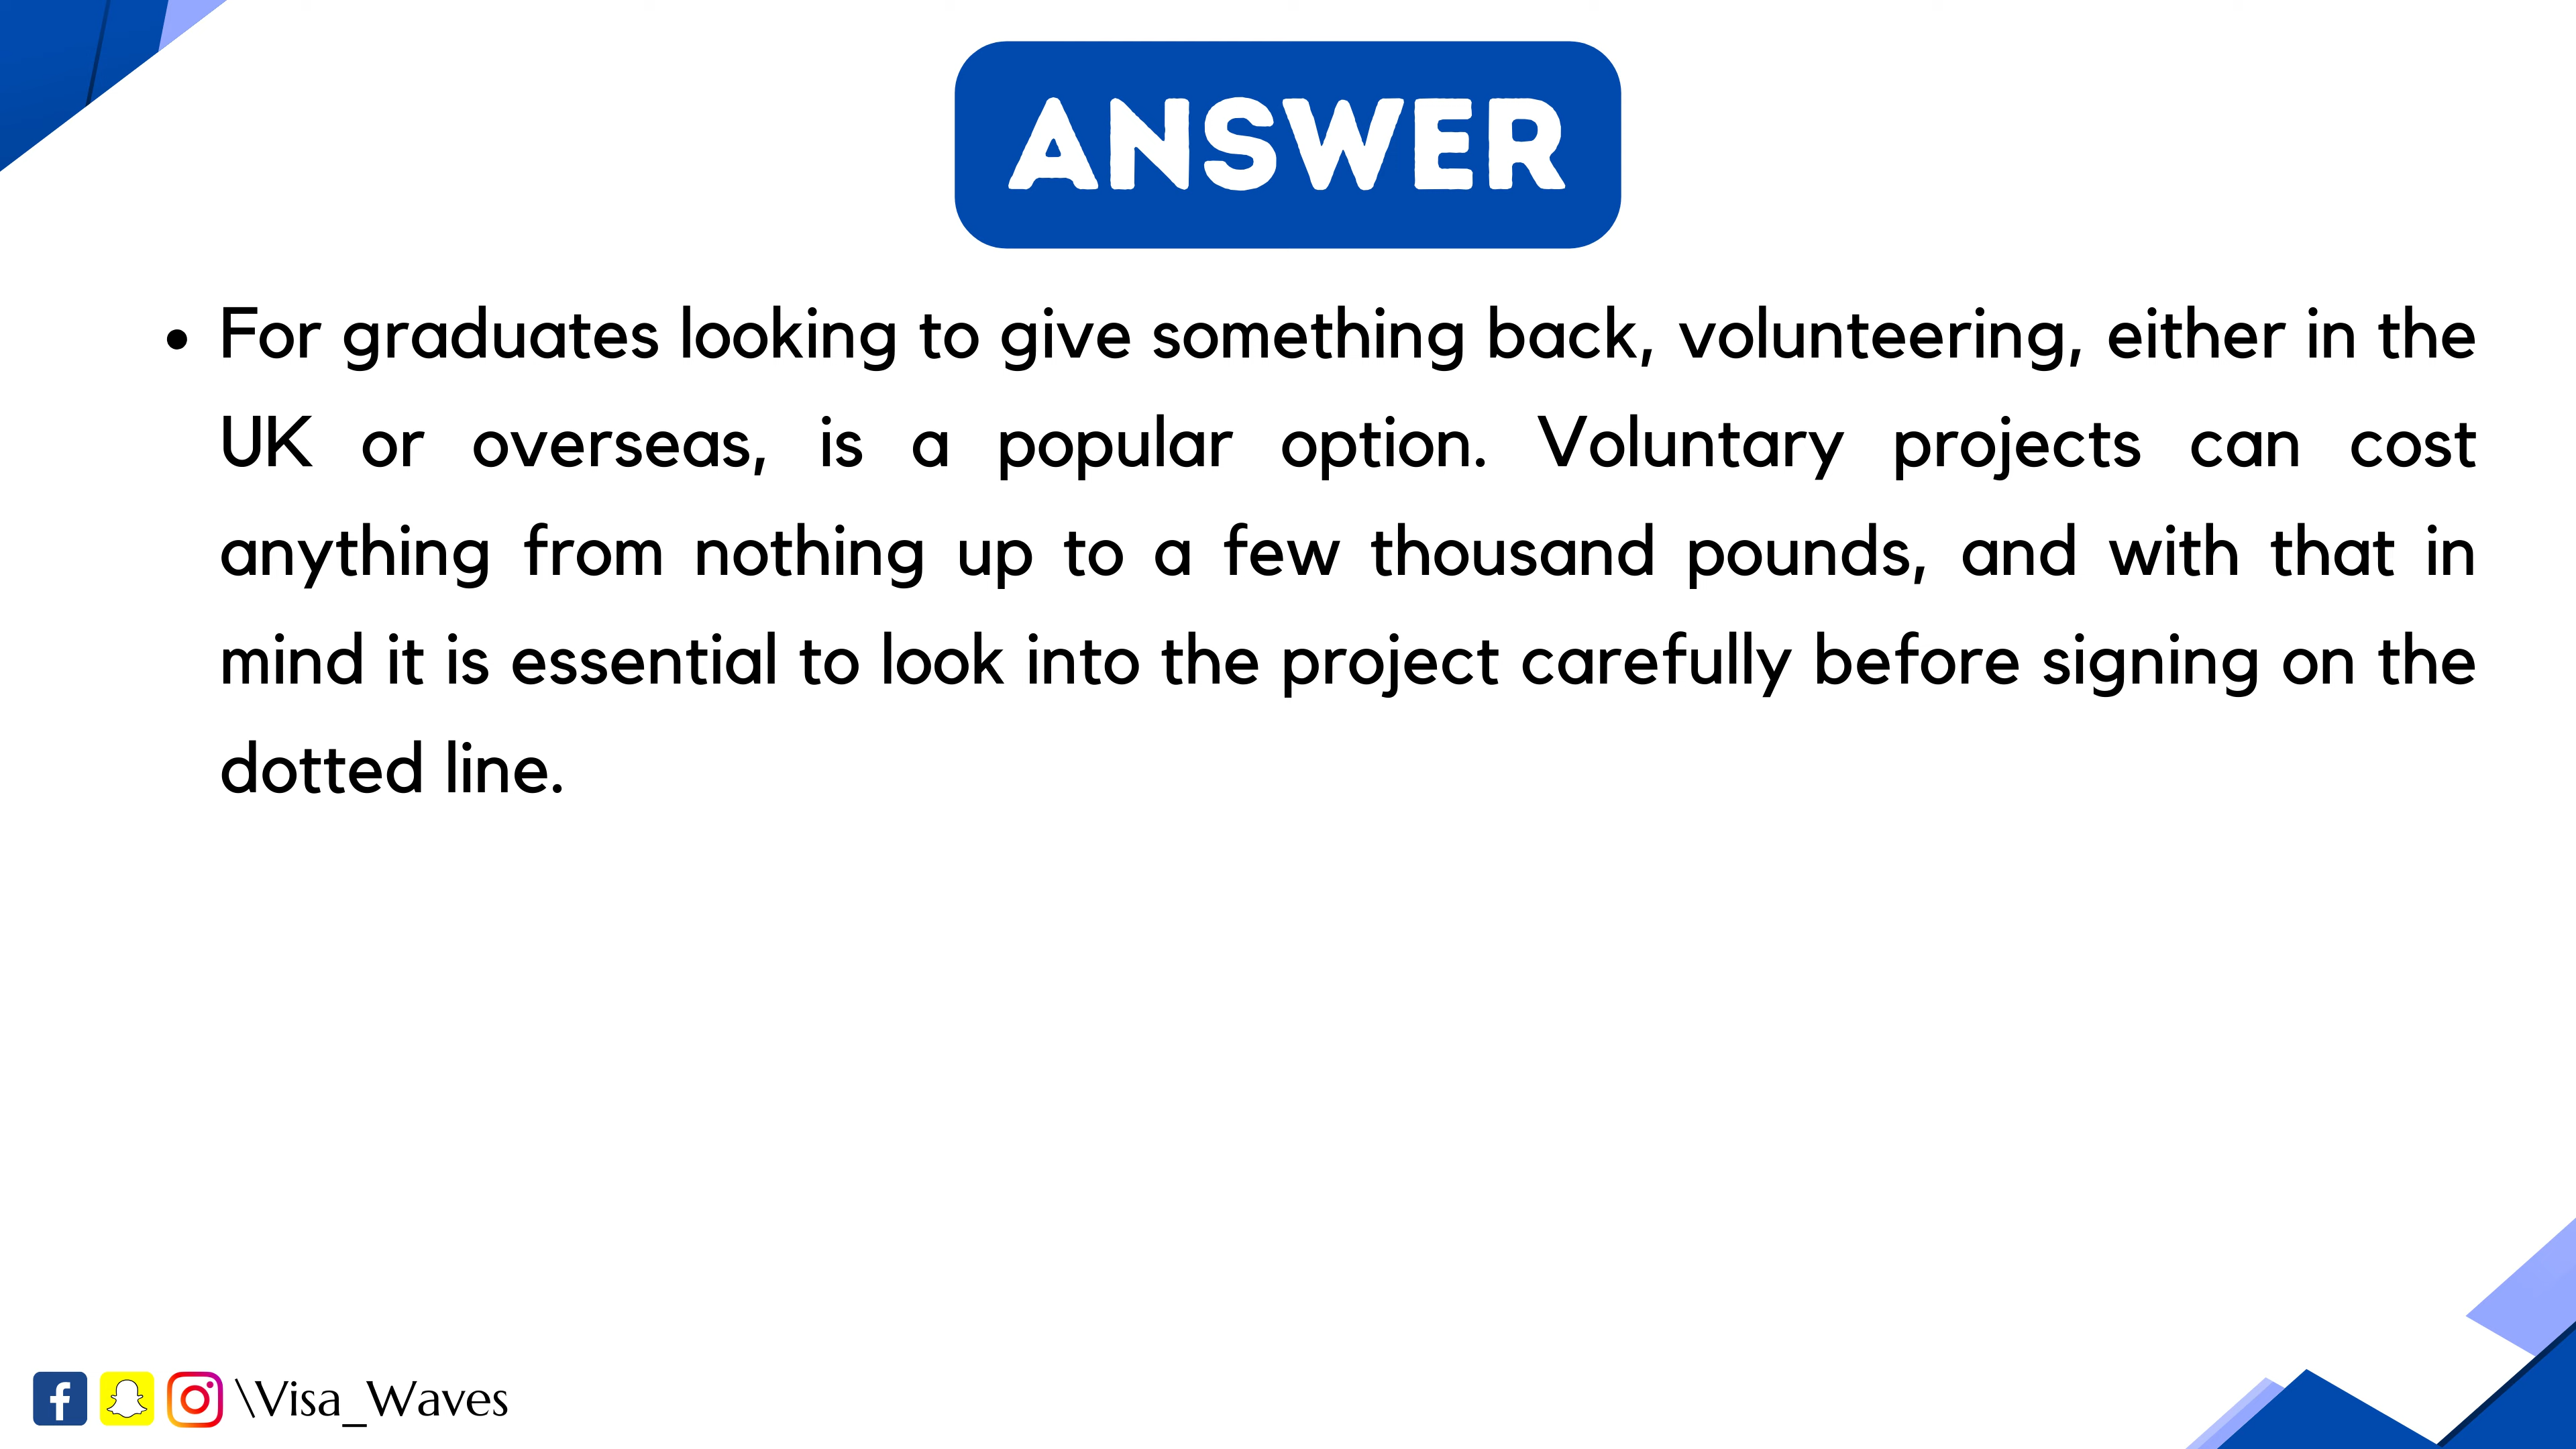 ANSWER
• For graduates looking to give something back, volunteering, either in the
UK or overseas, is a popular option. Voluntary projects can cost
anything from nothing up to a few thousand pounds, and with that in
mind it is essential to look into the project carefully before signing on the
dotted line.
\Visa_Waves